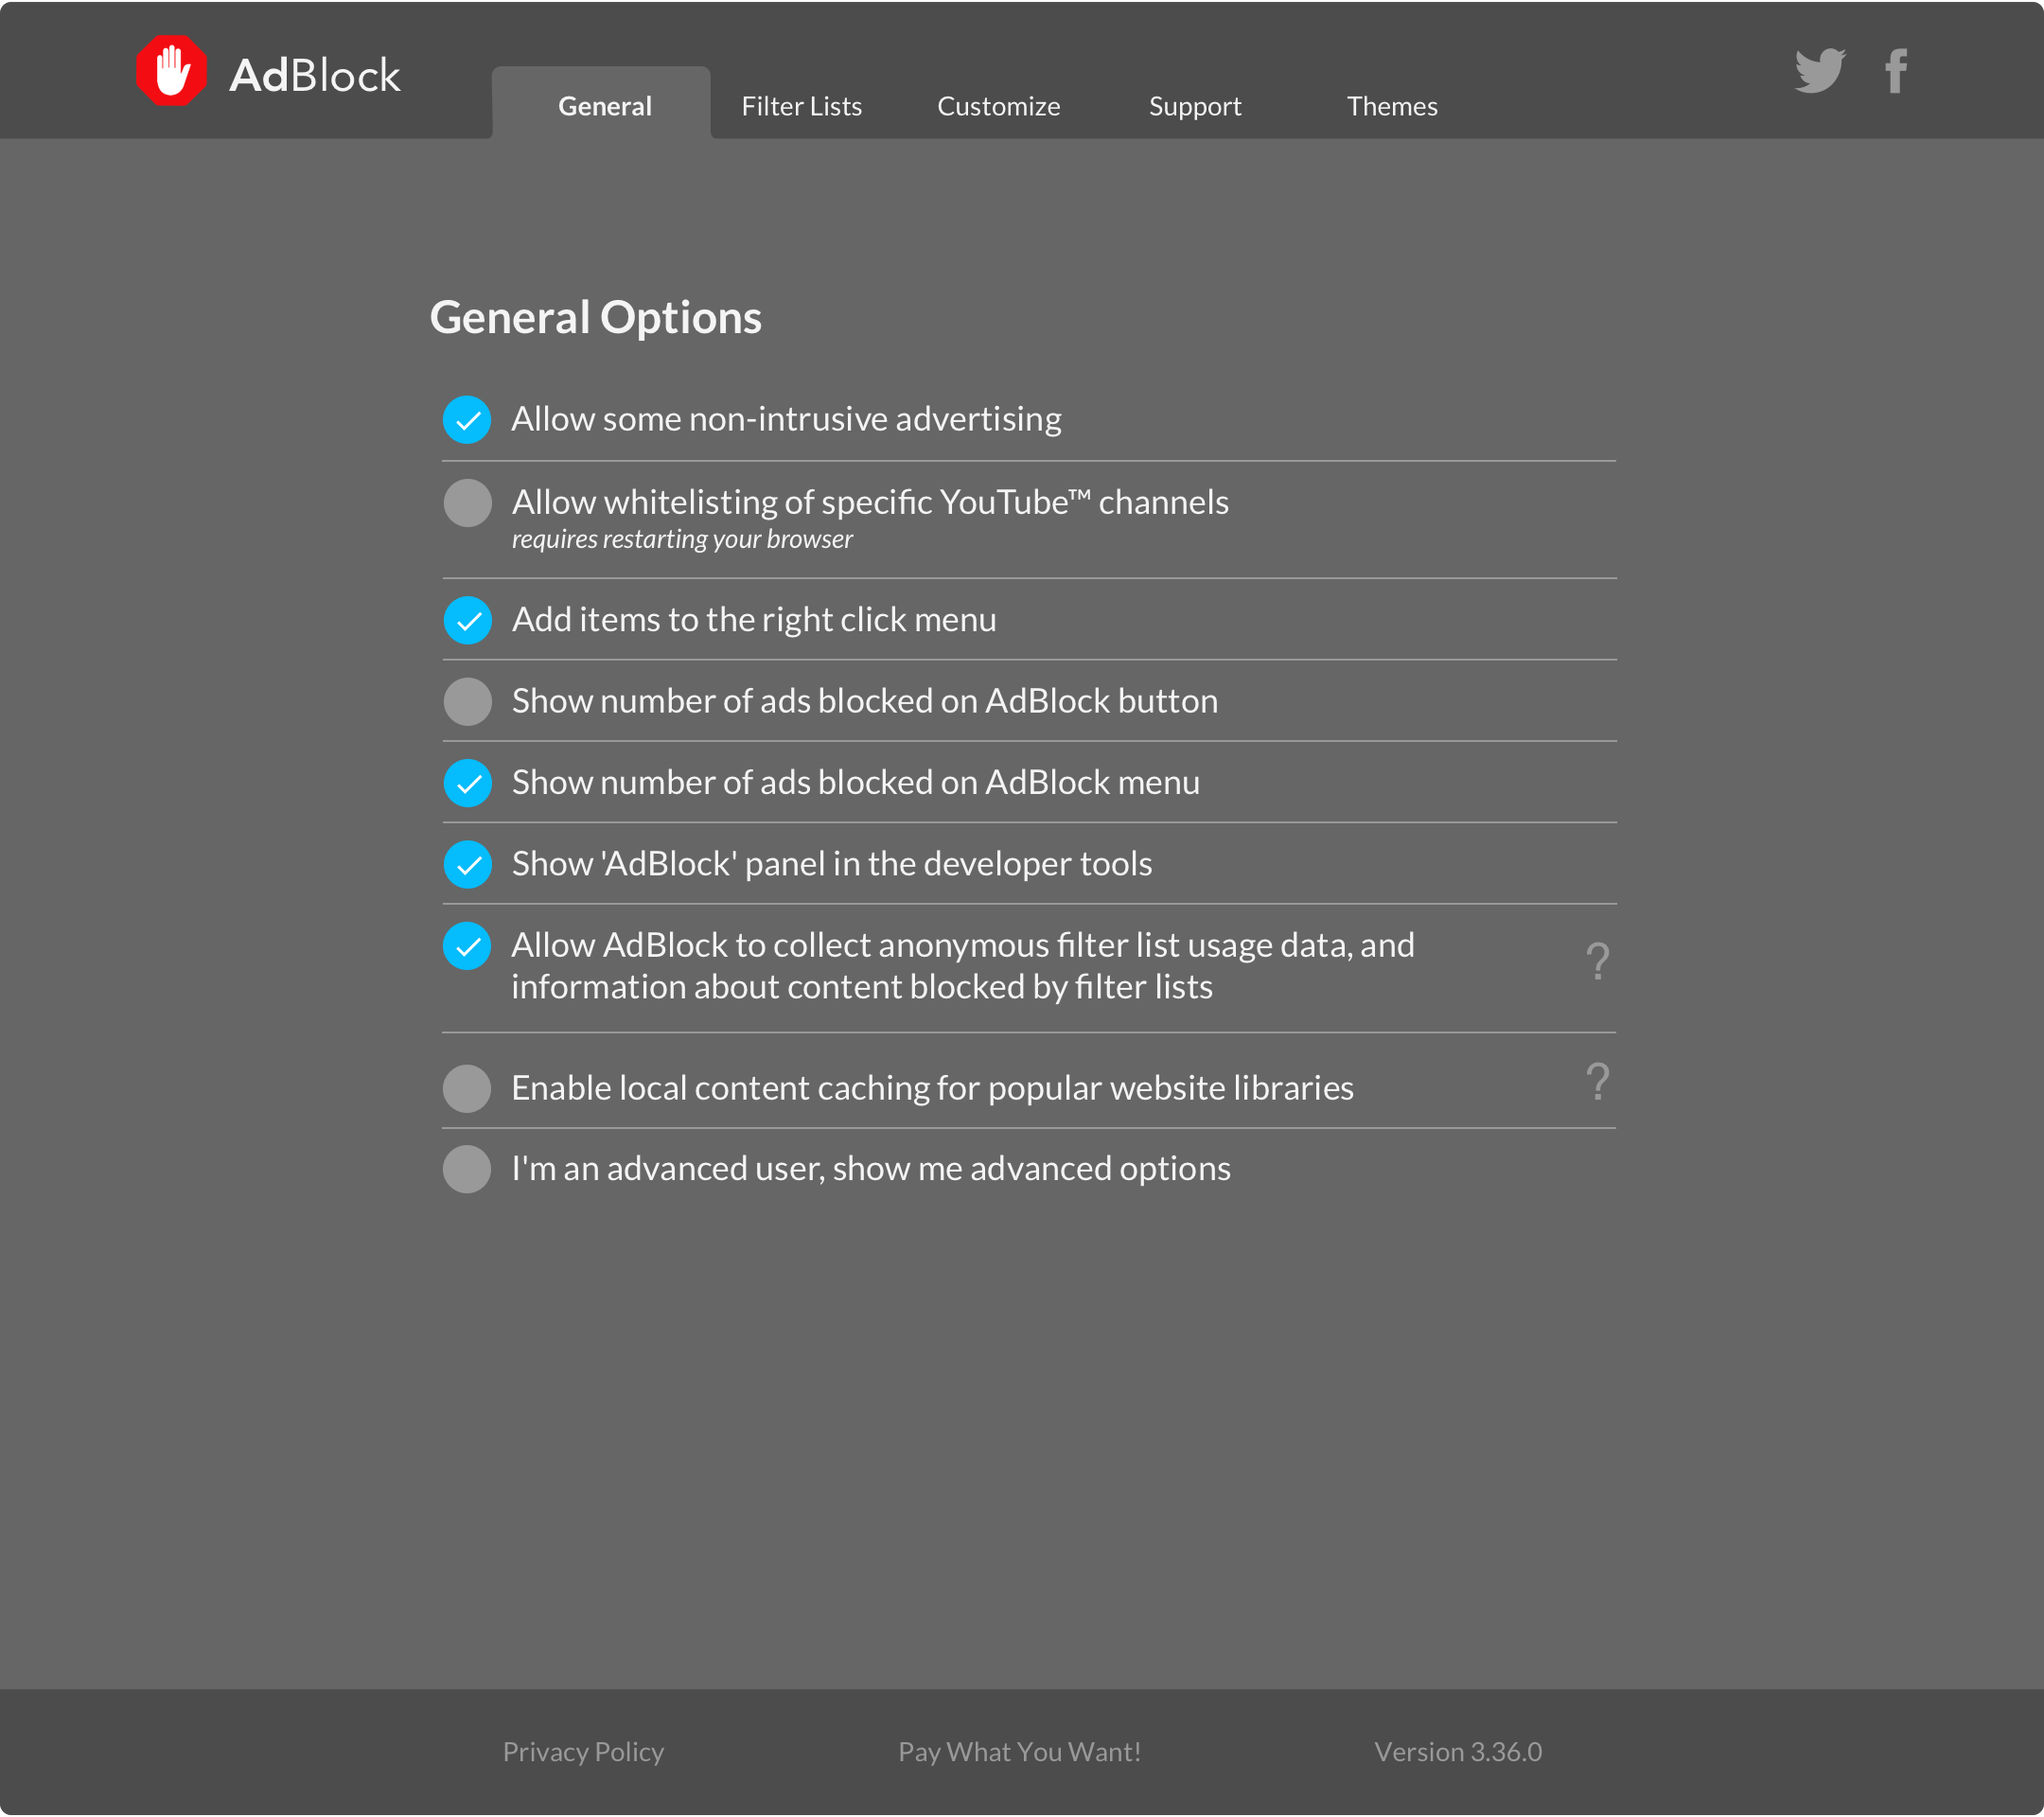 AdBlock
General
Filter Lists
Customize
Support
Themes
General Options
Allow some non-intrusive advertising
Allow whitelisting of specific YouTube™ channels
requires restarting your browser
Add items to the right click menu
Show number of ads blocked on AdBlock button
Show number of ads blocked on AdBlock menu
Show 'AdBlock' panel in the developer tools
Allow AdBlock to collect anonymous filter list usage data, and
information about content blocked by filter lists
?
Enable local content caching for popular website libraries
?
I'm an advanced user, show me advanced options
Privacy Policy
Pay What You Want!
Version 3.36.0